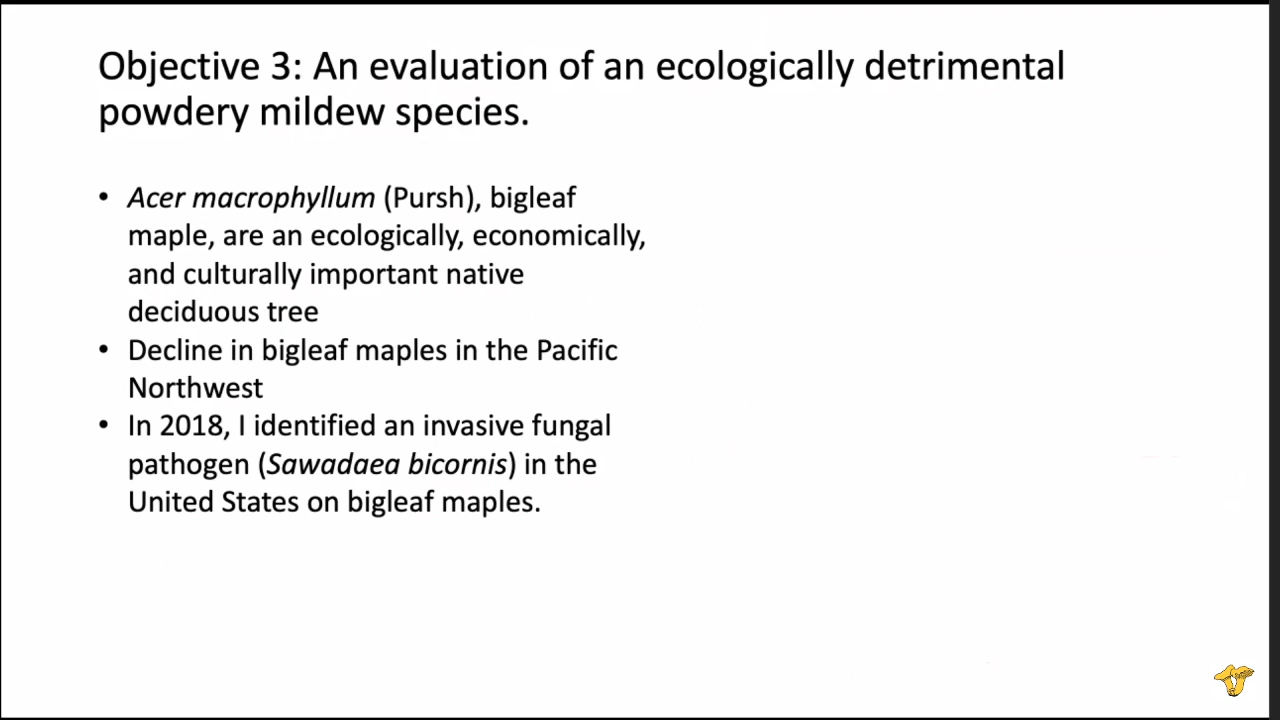 Objective 3: An evaluation of an ecologically detrimental
powdery mildew species.
• Acer macrophyllum (Pursh), bigleaf
maple, are an ecologically, economically,
and culturally important native
deciduous tree
• Decline in bigleaf maples in the Pacific
Northwest
• In 2018, I identified an invasive fungal
pathogen (Sawadaea bicornis) in the
United States on bigleaf maples.